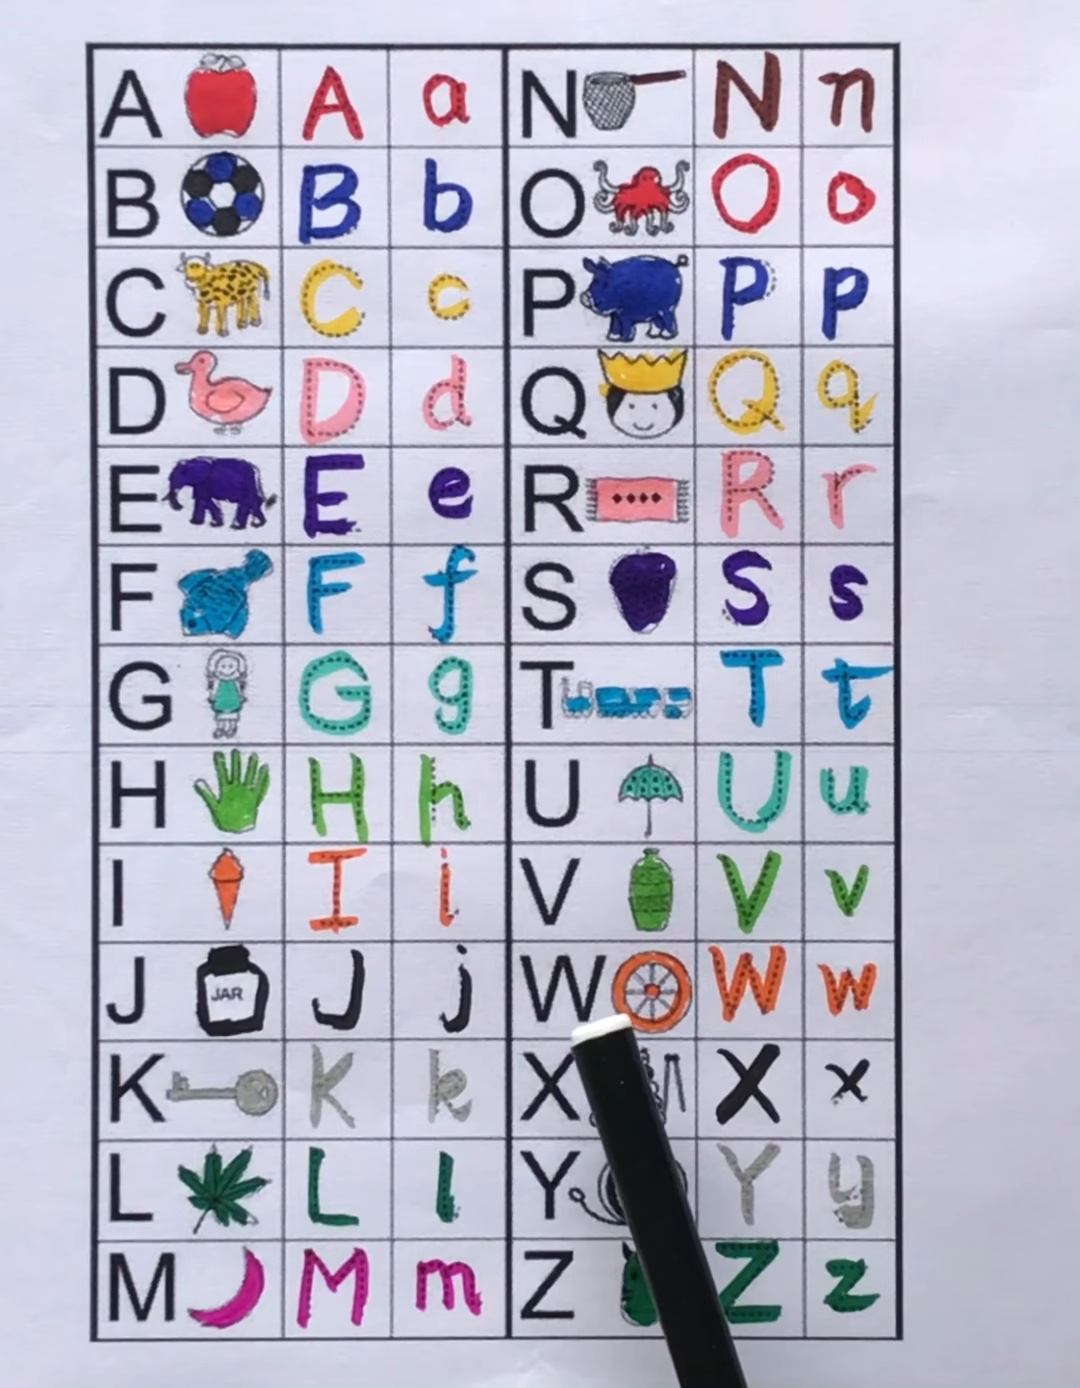 A A a N N n
B B b O O o
C C c P P p
D D d Q Q q
E E e R R r
F F f S S s
G G g T T t
H H h U U u
I I i V V v
J JAR J j W W w
K K k X X x
L L l Y Y y
M M m Z Z z